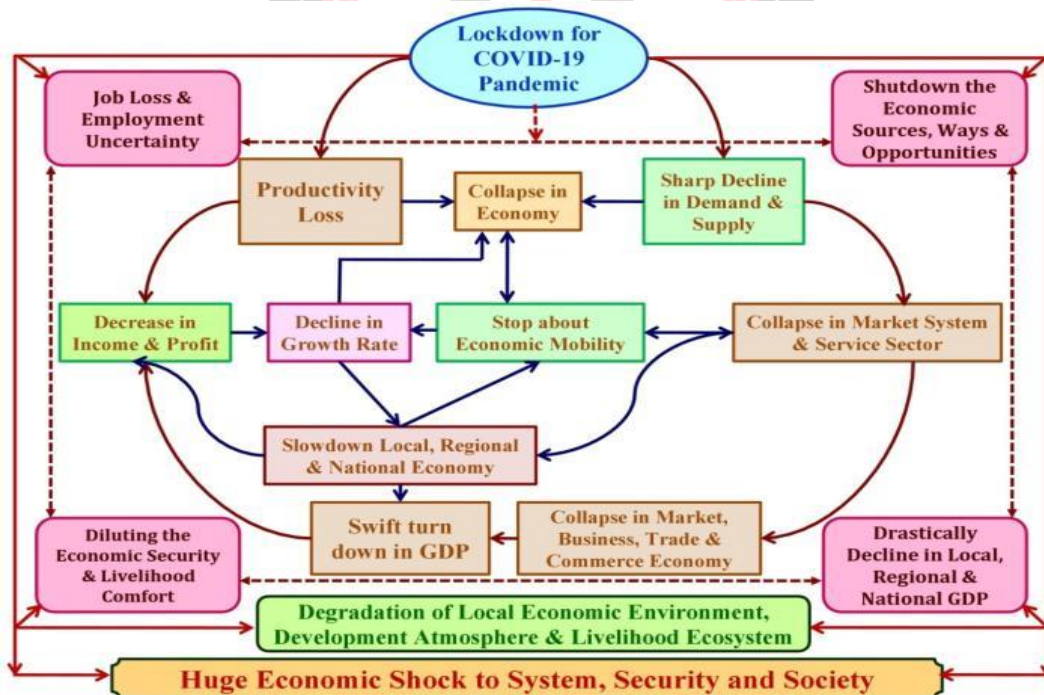 Lockdown for
COVID-19
Pandemic
Job Loss &
Employment
Uncertainty
Shutdown the
Economic
Sources, Ways &
Opportunities
Productivity
Loss
Collapse in
Economy
Sharp Decline
in Demand &
Supply
Decrease in
Income & Profit
Decline in
Growth Rate
Stop about
Economic Mobility
Collapse in Market System
& Service Sector
Slowdown Local, Regional
& National Economy
Swift turn
down in GDP
Collapse in Market,
Business, Trade &
Commerce Economy
Diluting the
Economic Security
& Livelihood
Comfort
Drastically
Decline in Local,
Regional &
National GDP
Degradation of Local Economic Environment,
Development Atmosphere & Livelihood Ecosystem
Huge Economic Shock to System, Security and Society